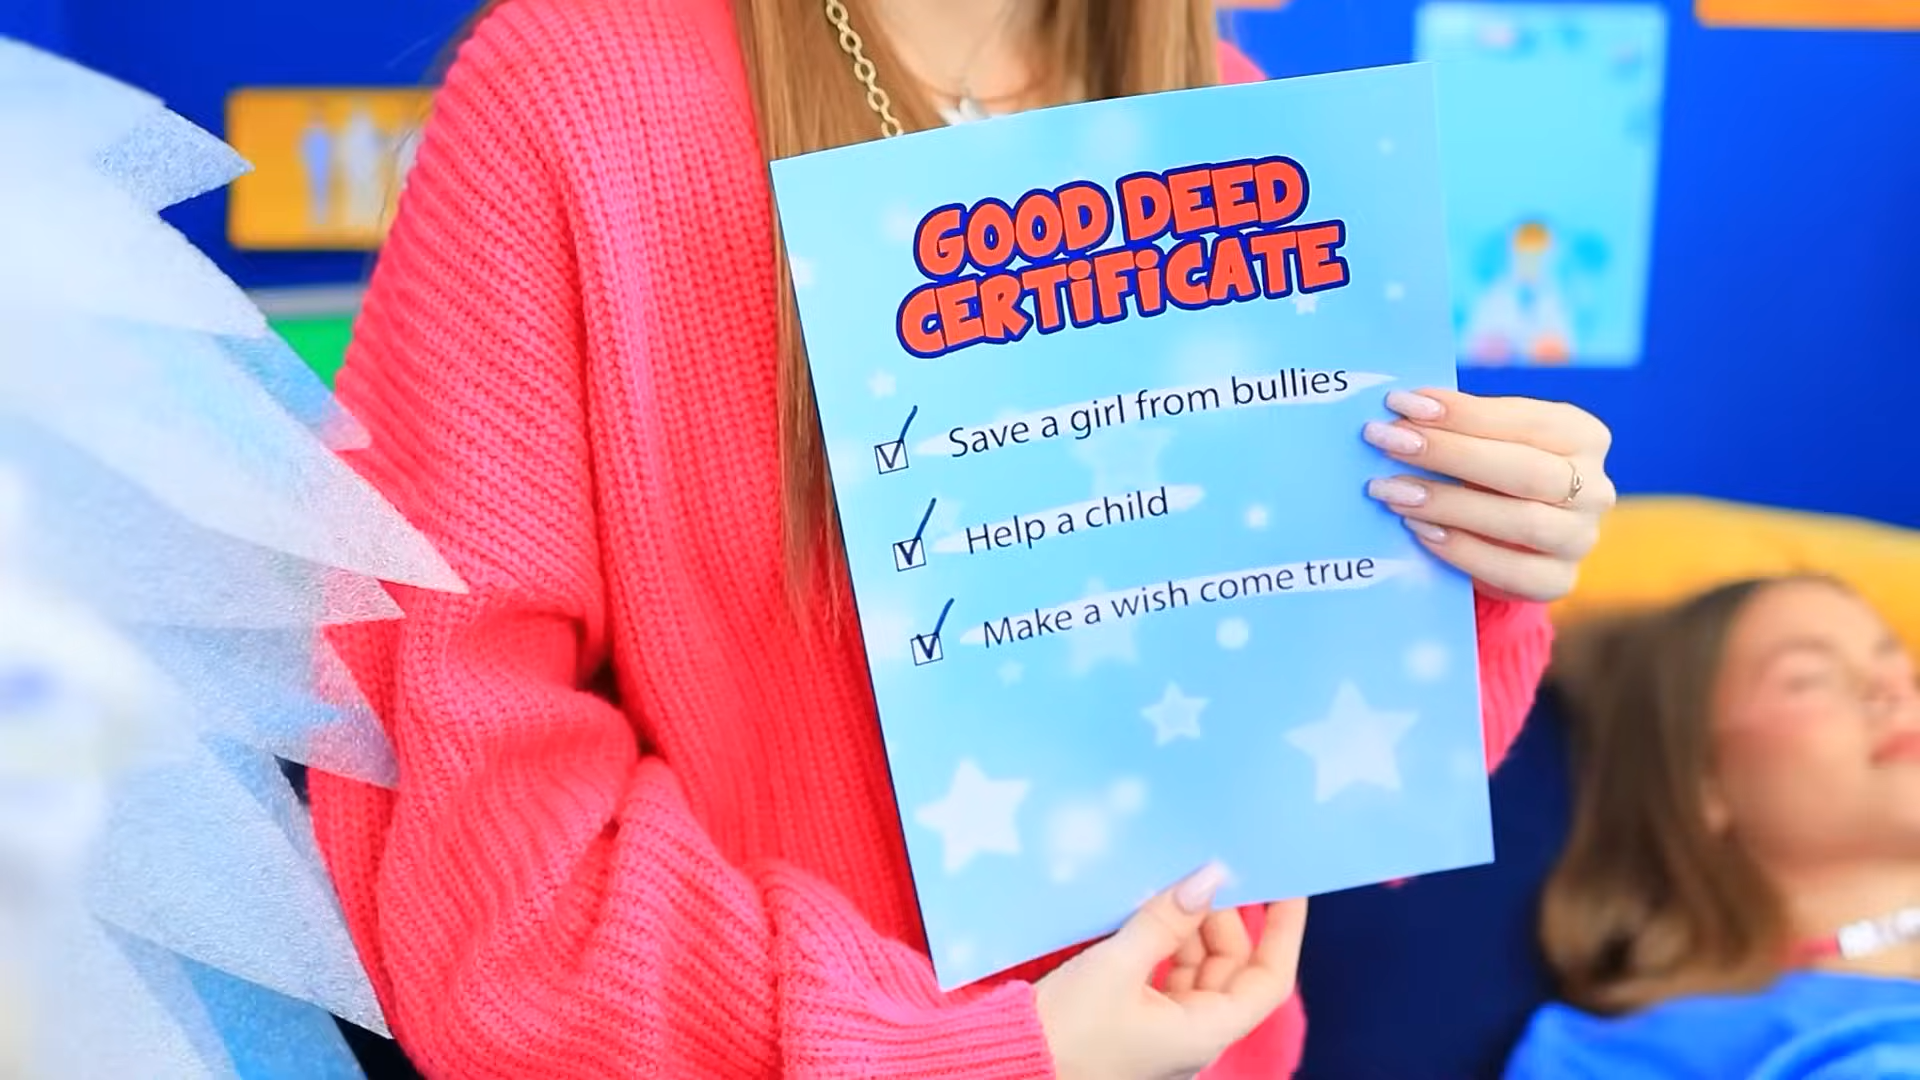 GOOD DEED
CERTiFiCATE
Save a girl from bullies
Help a child
Make a wish come true